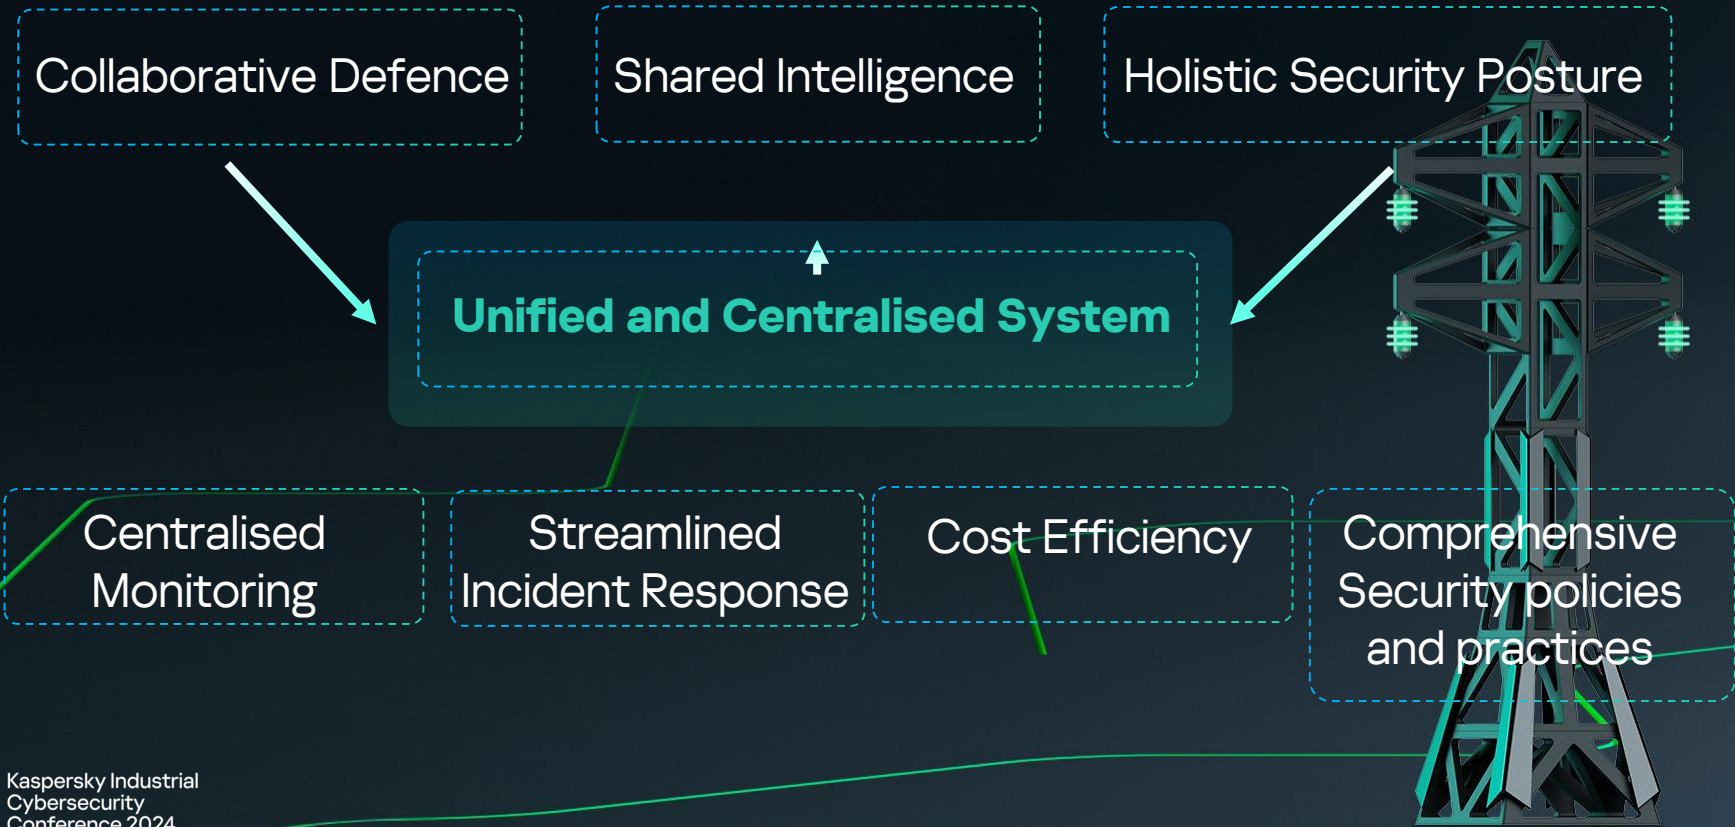 Collaborative Defence
Shared Intelligence
Holistic Security Posture
Unified and Centralised System
Centralised
Monitoring
Streamlined
Incident Response
Cost Efficiency
Comprehensive
Security policies
and practices
Kaspersky Industrial
Cybersecurity
Conference 2024